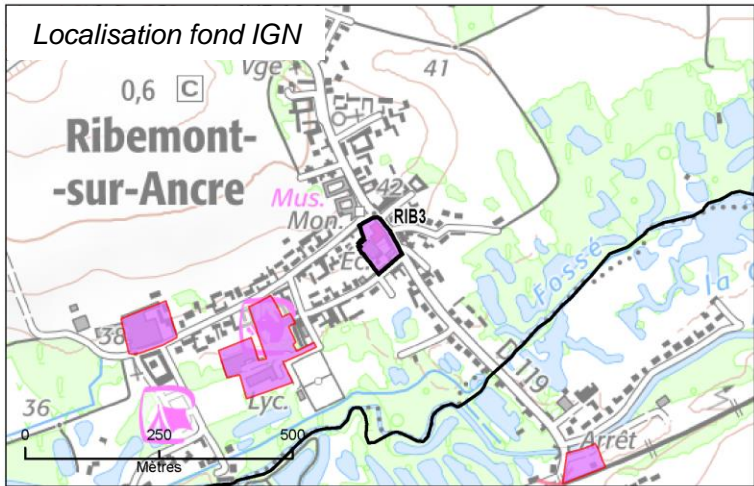 Localisation fond IGN
Vge
41
0,6 C
Ribemont-
-sur-Ancre
Mus.
42
Mon.
RIB3
Ec.
Fossé
la
38
119
Lyc.
36
Arrêt
0 250 500
Mètres